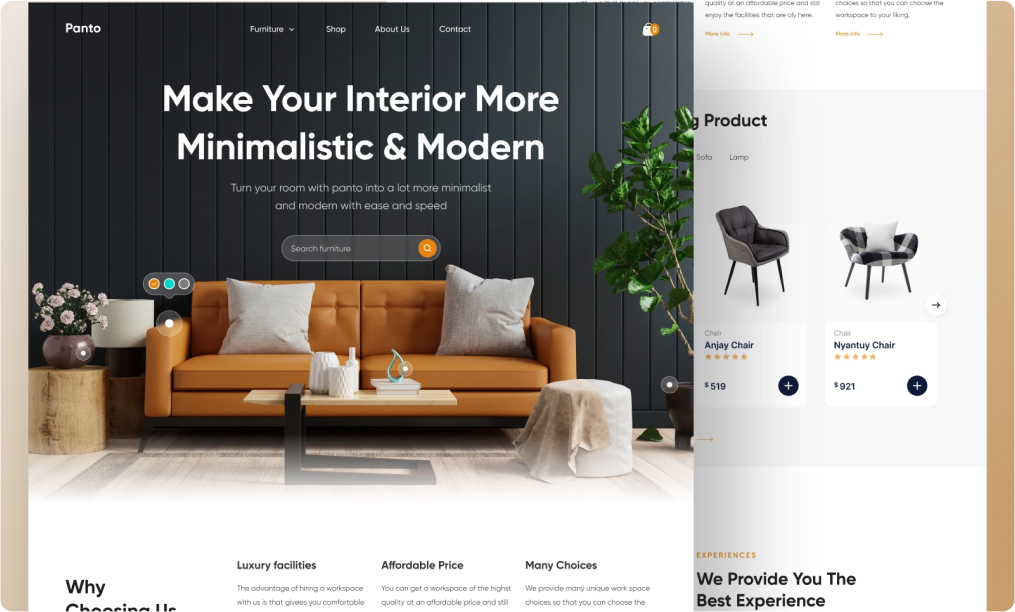 Panto
Furniture
Shop
About Us
Contact
0
Make Your Interior More
Minimalistic & Modern
Turn your room with panto into a lot more minimalist
and modern with ease and speed
Search furniture
Why
Choosing Us
Luxury facilities
The advantage of hiring a workspace
with us is that givees you comfortable
Affordable Price
You can get a workspace of the highst
quality at an affordable price and still
Many Choices
We provide many unique work space
choices so that you can choose the
quality at an affordable price and still
enjoy the facilities that are oly here.
More Info
choices so that you can choose the
workspace to your liking.
More Info
g Product
Sofa
Lamp
Chair
Anjay Chair
$ 519
Chair
Nyantuy Chair
$ 921
EXPERIENCES
We Provide You The
Best Experience